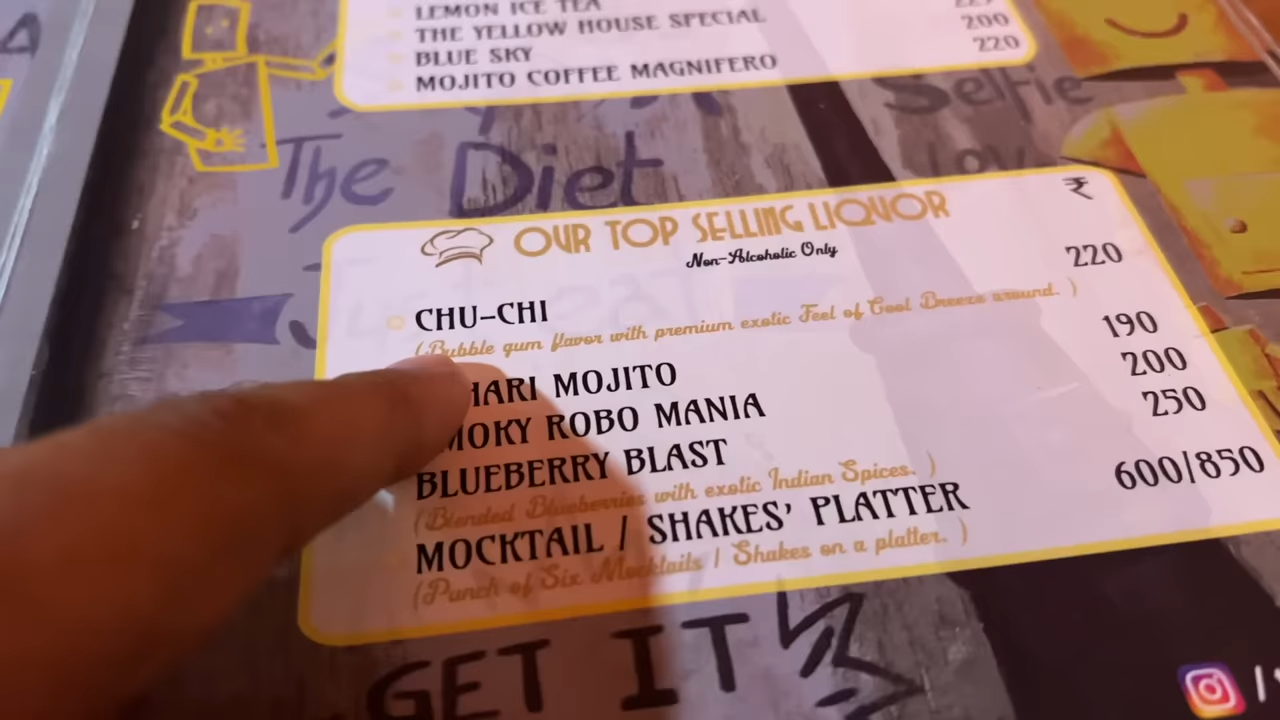 LEMON ICE TEA
THE YELLOW HOUSE SPECIAL
BLUE SKY 200
MOJITO COFFEE MAGNIFERO 220
Selfie
The Diet
OUR TOP SELLING LIQUOR ₹
Non-Alcoholic Only
CHU-CHI 220
(Bubble gum flavor with premium exotic Feel of Cool Breeze around. )
HARI MOJITO 190
MOKY ROBO MANIA 200
BLUEBERRY BLAST 250
(Blended Blueberries with exotic Indian Spices. )
MOCKTAIL / SHAKES' PLATTER 600/850
(Punch of Six Mocktails / Shakes on a platter. )
GET IT